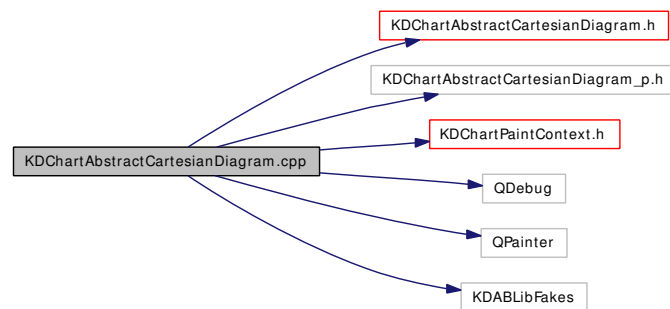 KDChartAbstractCartesianDiagram.h
KDChartAbstractCartesianDiagram_p.h
KDChartPaintContext.h
KDChartAbstractCartesianDiagram.cpp
QDebug
QPainter
KDABLibFakes